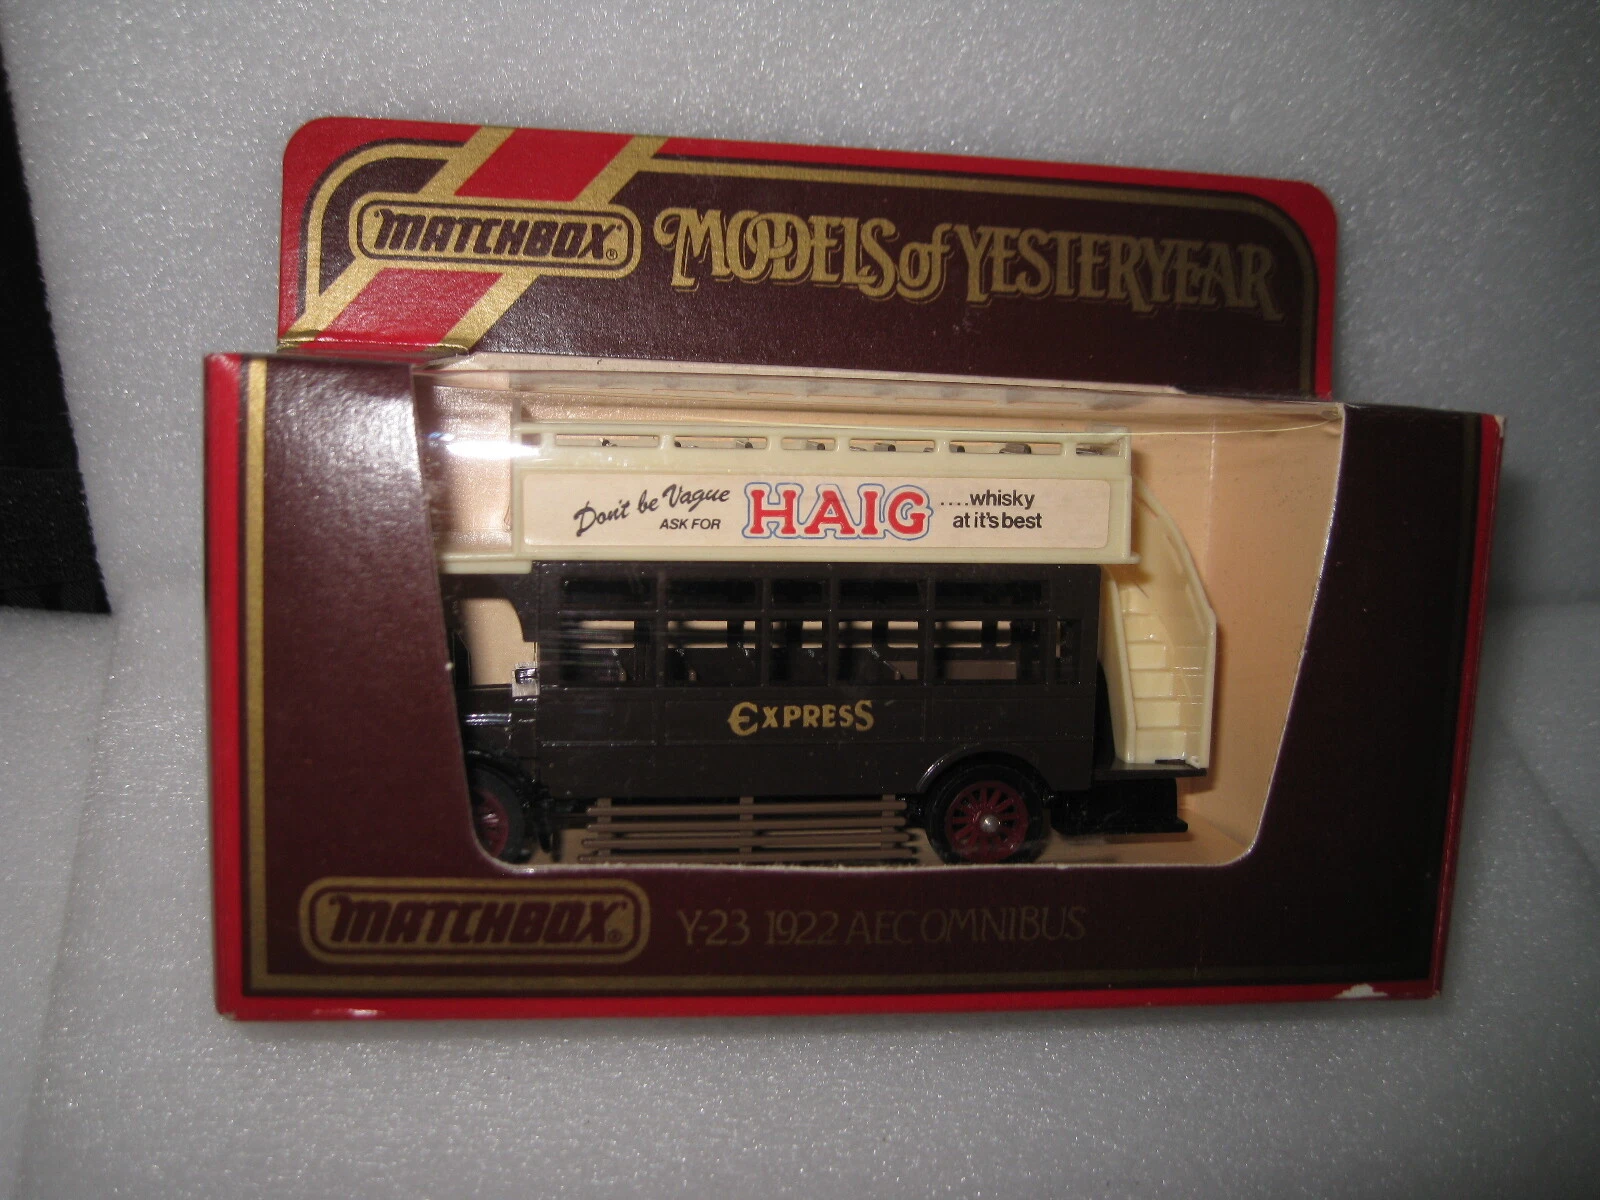 MATCHBOX®
MODELS of YESTERYEAR
Don't be Vague
ASK FOR
HAIG
....whisky
at it's best
EXPRESS
MATCHBOX®
Y-23 1922 AEC OMNIBUS